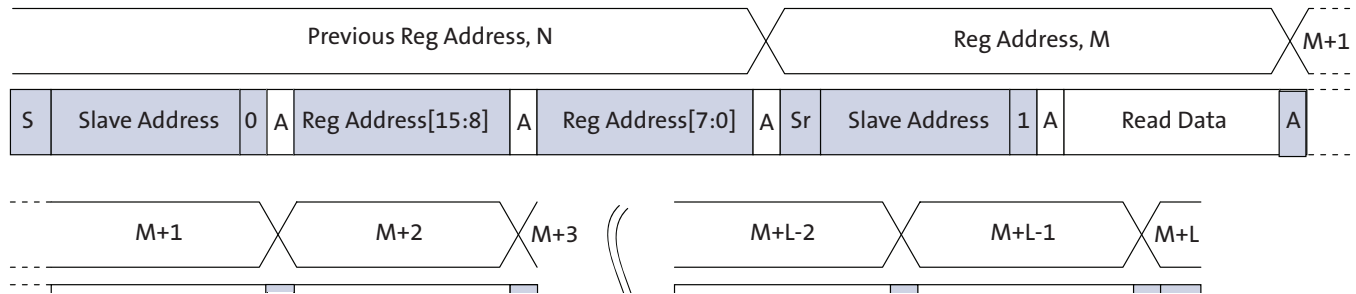 Previous Reg Address, N Reg Address, M M+1
S Slave Address 0 A Reg Address[15:8] A Reg Address[7:0] A Sr Slave Address 1 A Read Data A
M+1 M+2 M+3 M+L-2 M+L-1 M+L